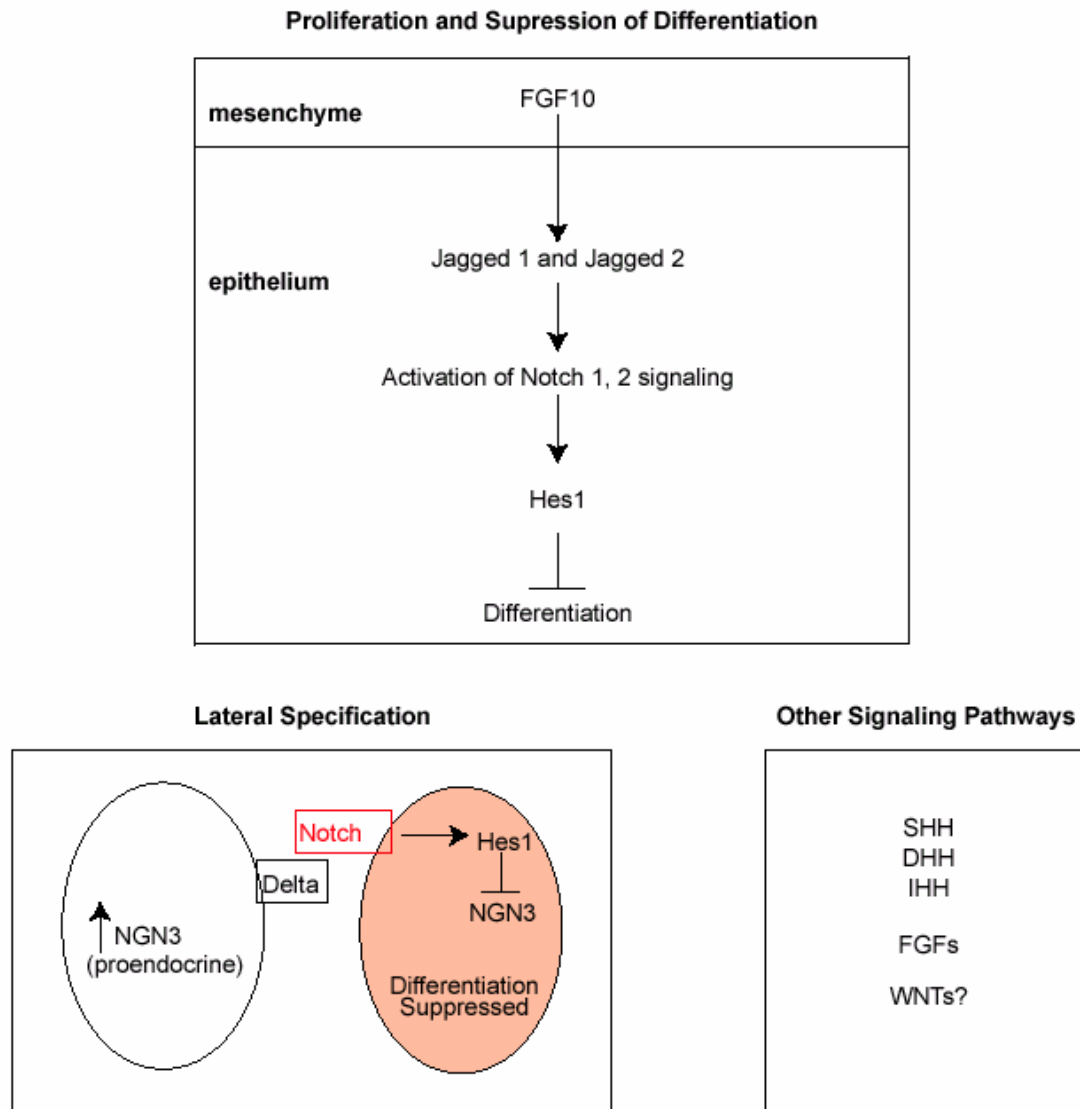 Proliferation and Supression of Differentiation
mesenchyme
FGF10
Jagged 1 and Jagged 2
epithelium
Activation of Notch 1, 2 signaling
Hes1
Differentiation
Lateral Specification
Notch
Hes1
Delta
NGN3
NGN3
(proendocrine)
Differentiation
Suppressed
Other Signaling Pathways
SHH
DHH
IHH
FGFs
WNTs?